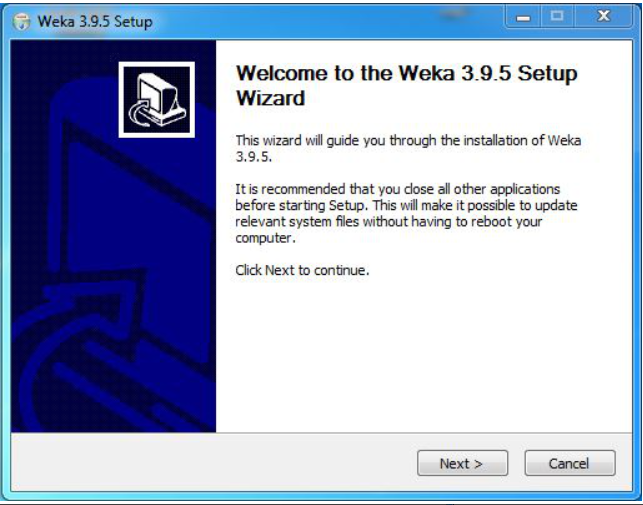 Weka 3.9.5 Setup
Welcome to the Weka 3.9.5 Setup
Wizard
This wizard will guide you through the installation of Weka
3.9.5.
It is recommended that you close all other applications
before starting Setup. This will make it possible to update
relevant system files without having to reboot your
computer.
Click Next to continue.
Next >
Cancel